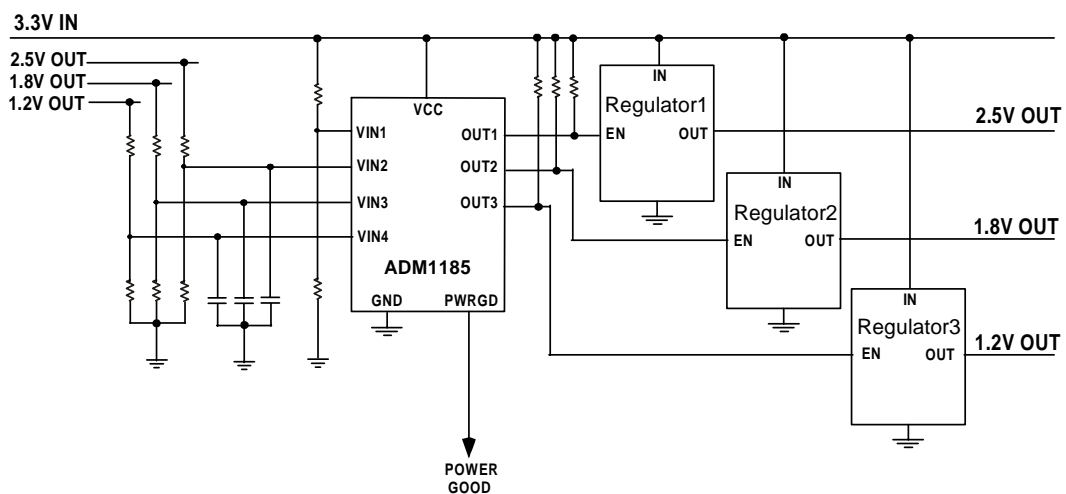 3.3V IN
2.5V OUT
1.8V OUT
1.2V OUT
VCC
VIN1
VIN2
VIN3
VIN4
OUT1
OUT2
OUT3
ADM1185
GND
PWRGD
POWER
GOOD
IN
Regulator1
EN
OUT
2.5V OUT
IN
Regulator2
EN
OUT
1.8V OUT
IN
Regulator3
EN
OUT
1.2V OUT